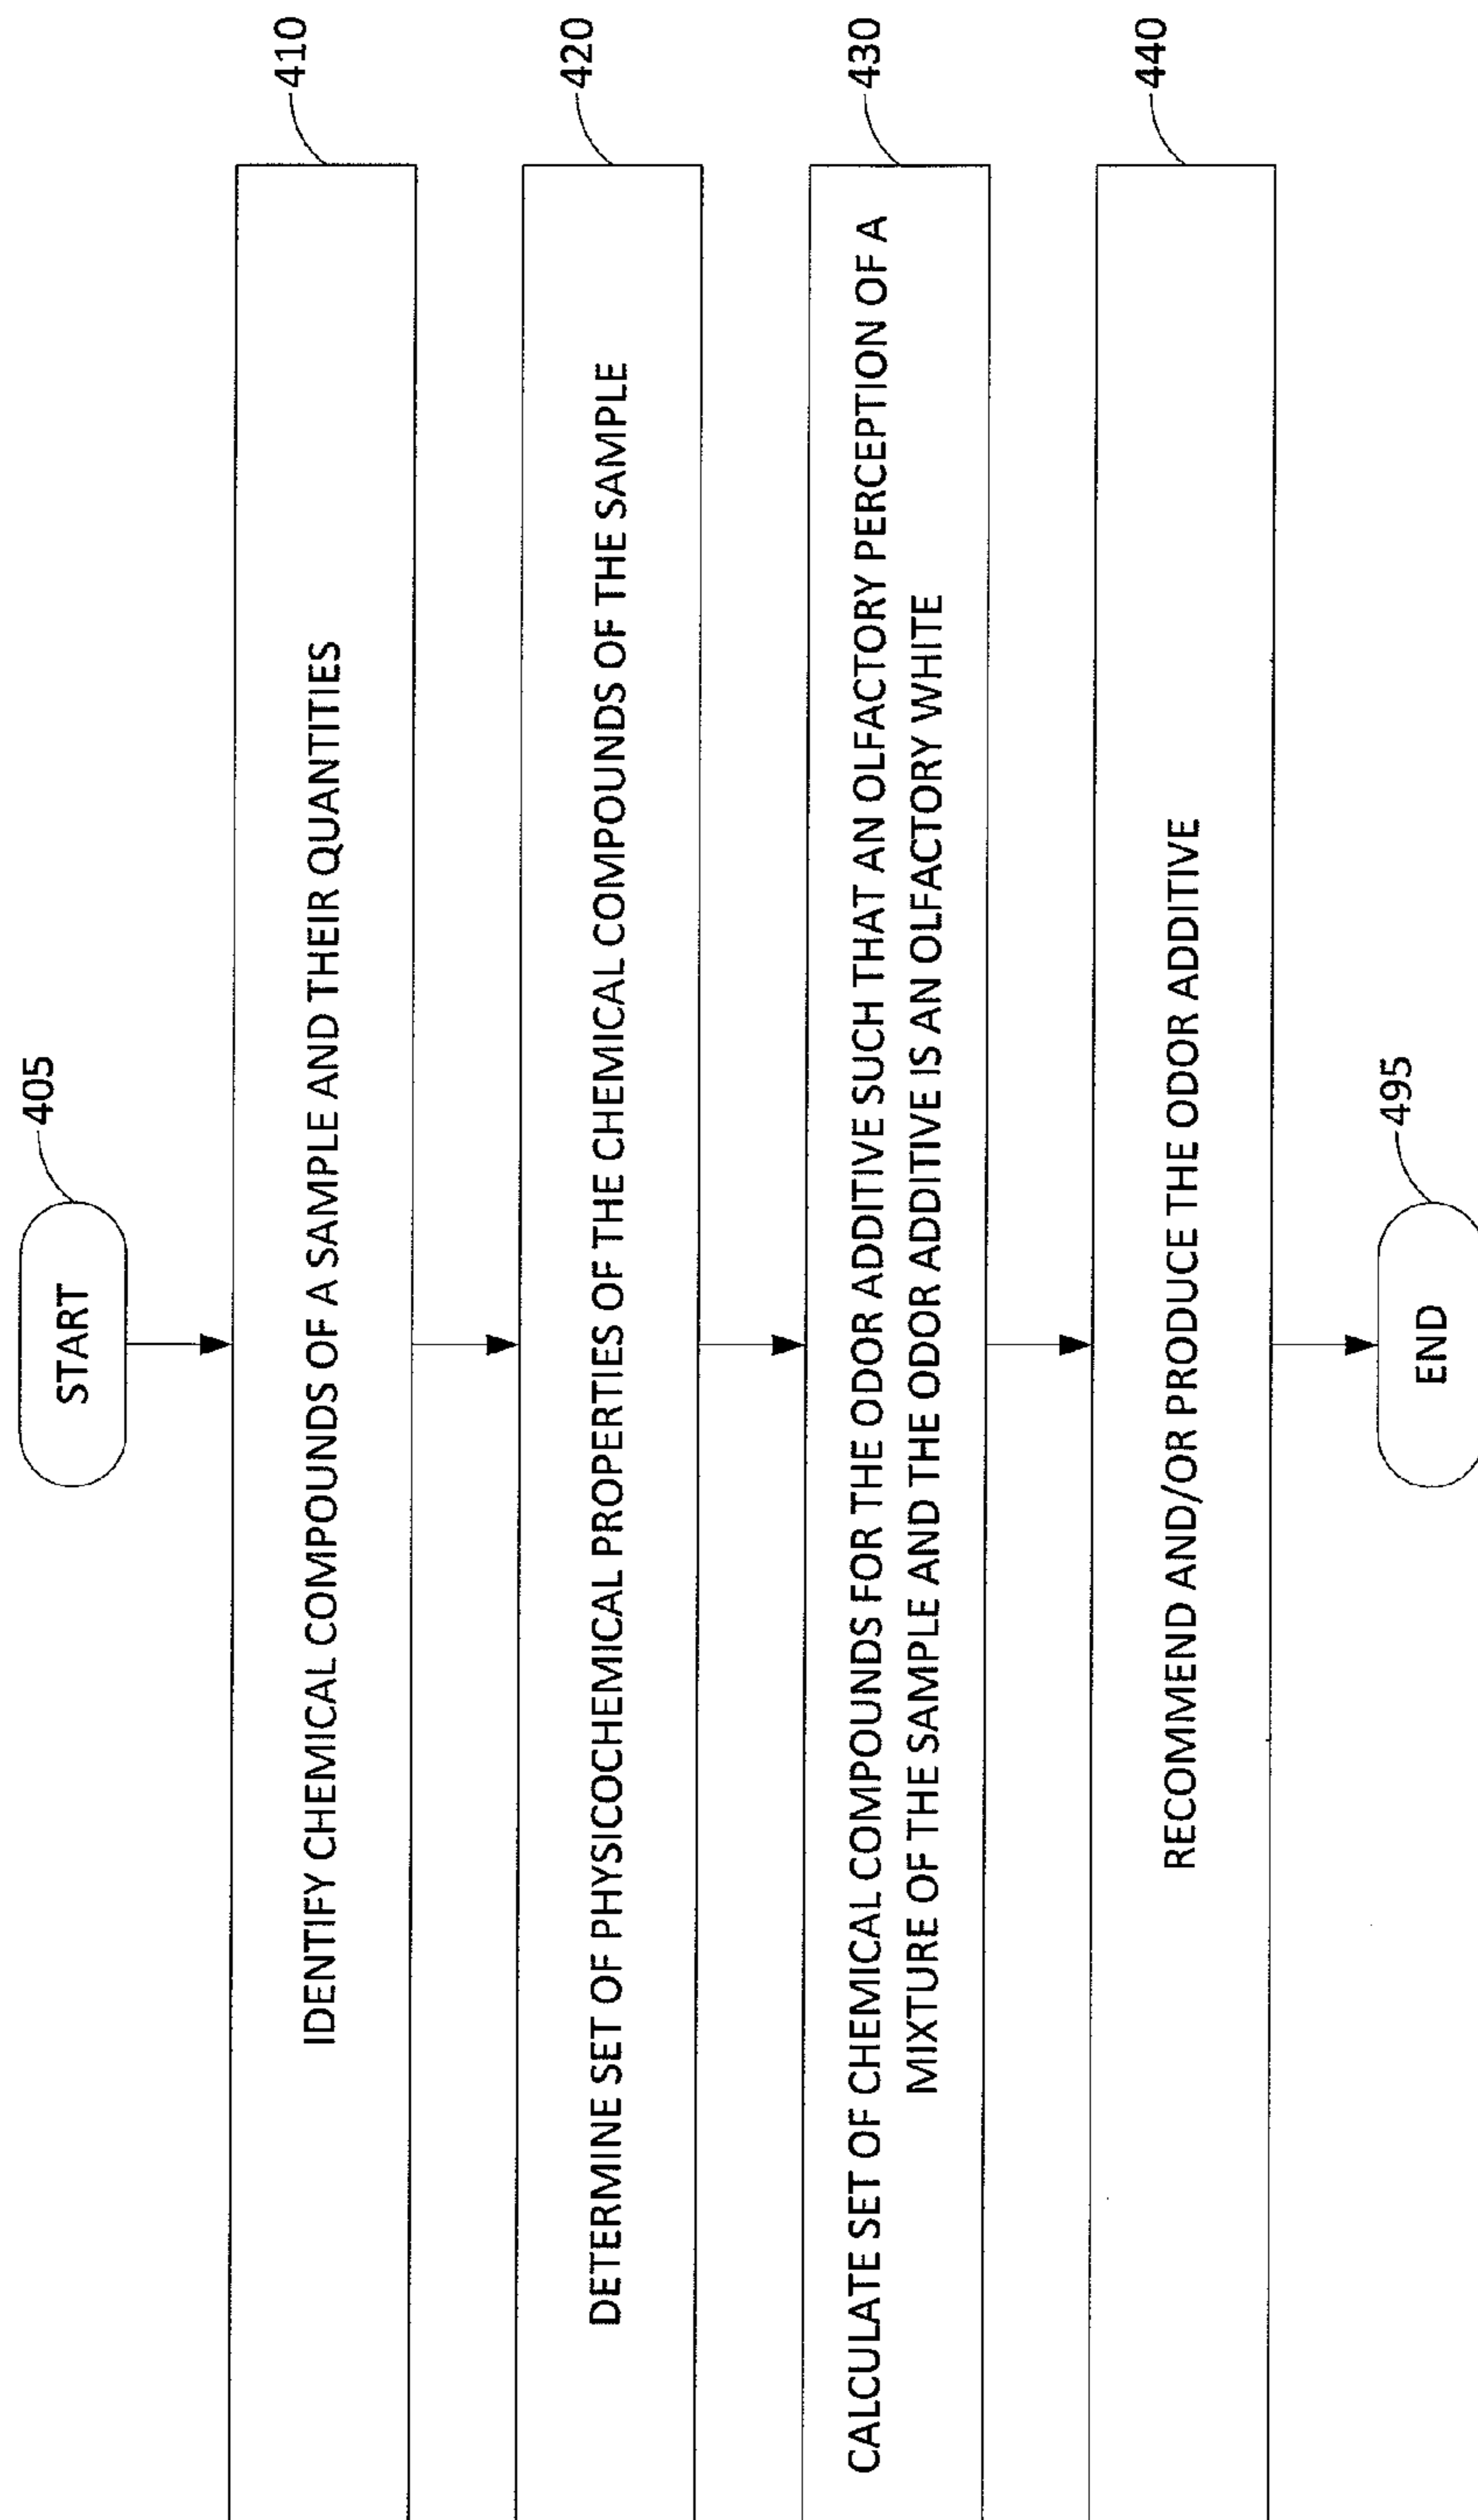 405
START
410
IDENTIFY CHEMICAL COMPOUNDS OF A SAMPLE AND THEIR QUANTITIES
420
DETERMINE SET OF PHYSICOCHEMICAL PROPERTIES OF THE CHEMICAL COMPOUNDS OF THE SAMPLE
430
CALCULATE SET OF CHEMICAL COMPOUNDS FOR THE ODOR ADDITIVE SUCH THAT AN OLFACTORY PERCEPTION OF A
MIXTURE OF THE SAMPLE AND THE ODOR ADDITIVE IS AN OLFACTORY WHITE
440
RECOMMEND AND/OR PRODUCE THE ODOR ADDITIVE
495
END